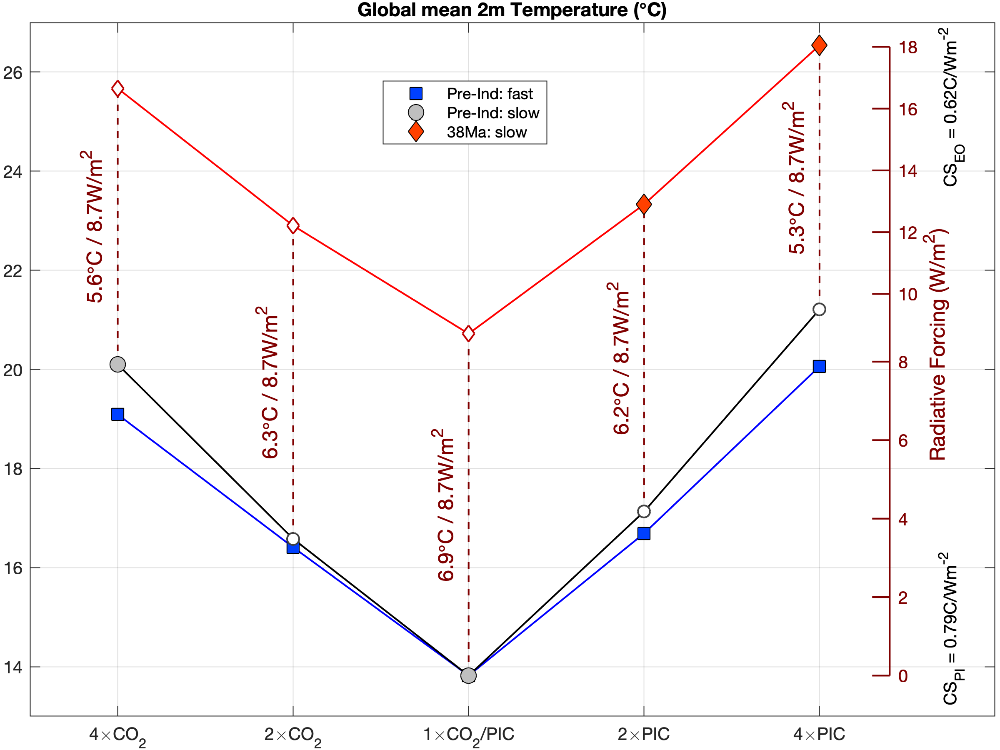 Global mean 2m Temperature (°C)
26
24
22
20
18
16
14
Pre-Ind: fast
Pre-Ind: slow
38Ma: slow
5.6°C / 8.7W/m²
6.3°C / 8.7W/m²
6.9°C / 8.7W/m²
6.2°C / 8.7W/m²
5.3°C / 8.7W/m²
18
16
14
12
10
8
6
4
2
0
Radiative Forcing (W/m²)
CS_EO = 0.62C/Wm⁻²
CS_PI = 0.79C/Wm⁻²
4×CO₂
2×CO₂
1×CO₂/PIC
2×PIC
4×PIC